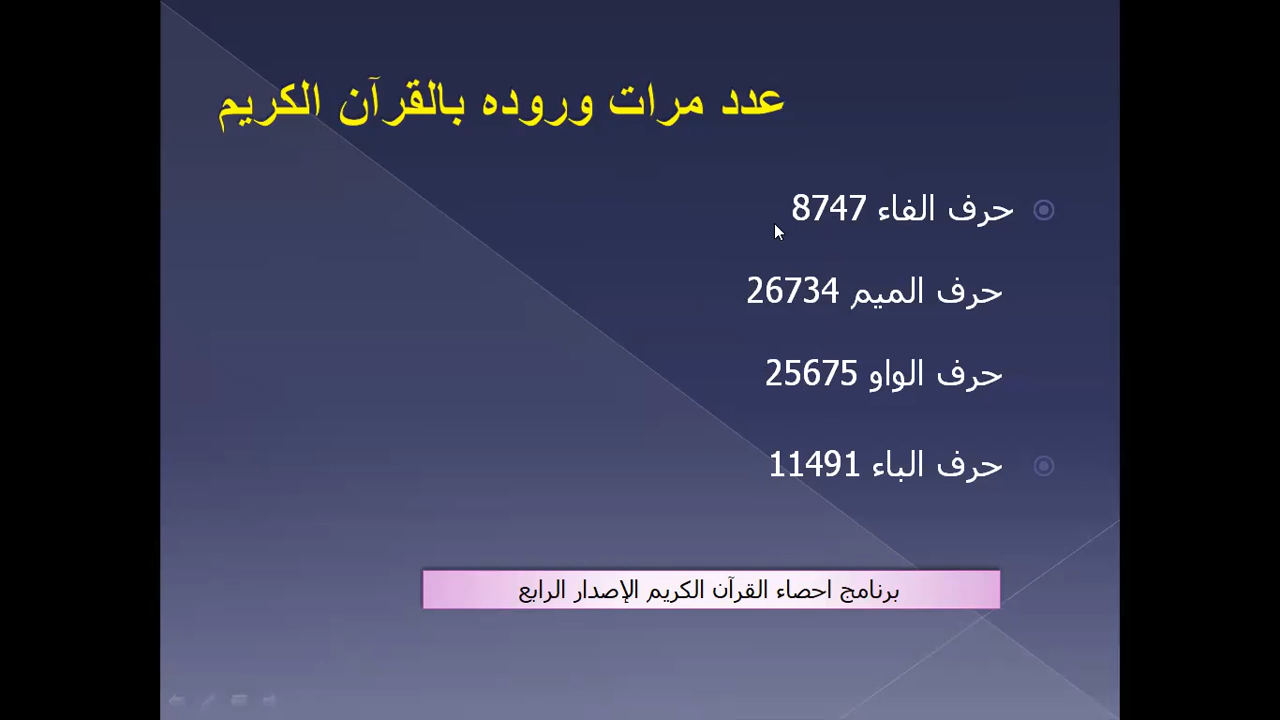 عدد مرات وروده بالقرآن الكريم
حرف الفاء 8747
حرف الميم 26734
حرف الواو 25675
حرف الباء 11491
برنامج احصاء القرآن الكريم الإصدار الرابع